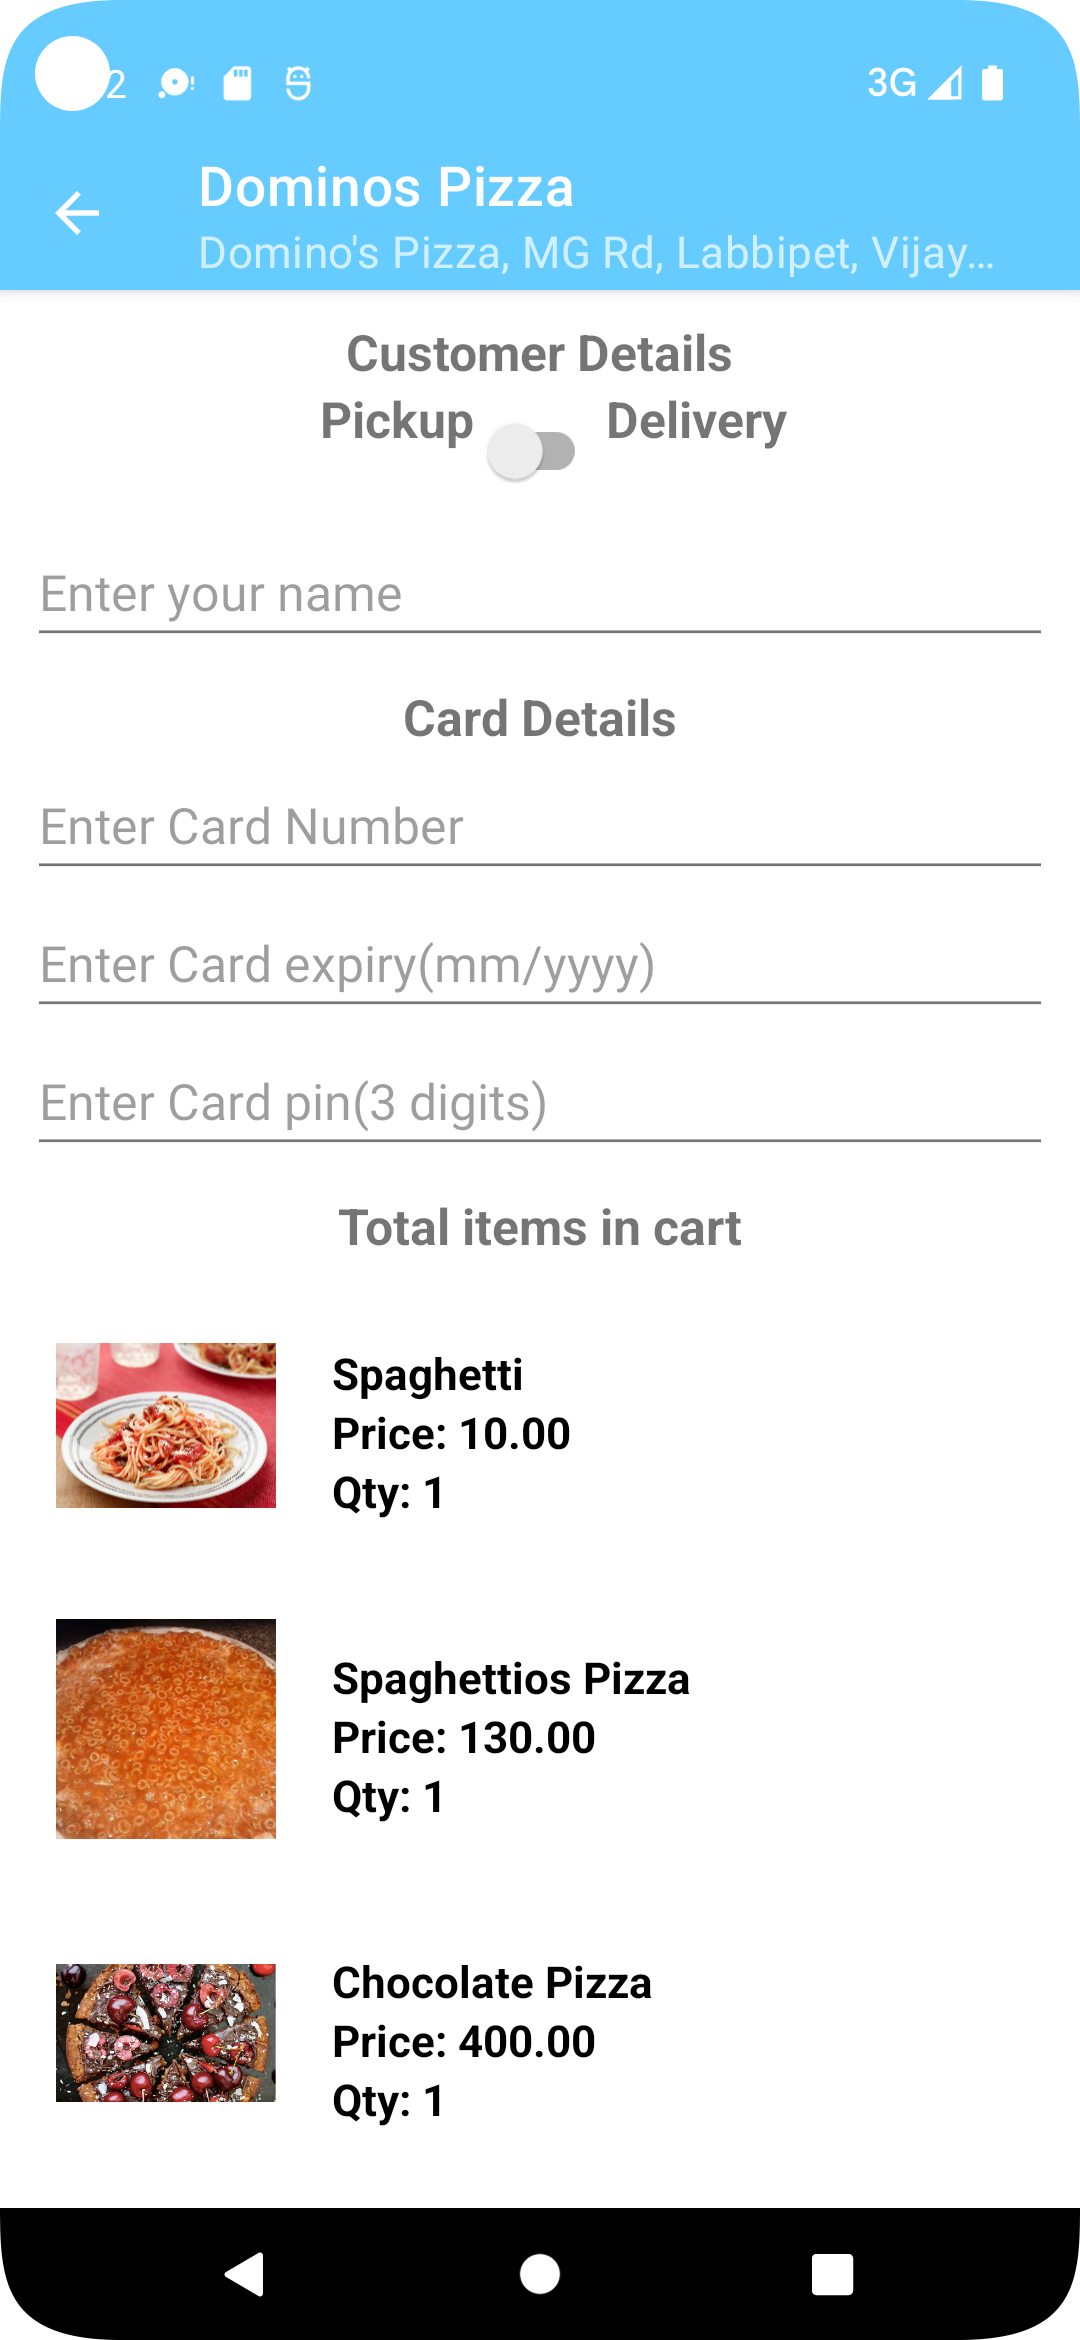 2
3G
Dominos Pizza
Domino's Pizza, MG Rd, Labbipet, Vijay...
Customer Details
Pickup Delivery
Enter your name
Card Details
Enter Card Number
Enter Card expiry(mm/yyyy)
Enter Card pin(3 digits)
Total items in cart
Spaghetti
Price: 10.00
Qty: 1
Spaghettios Pizza
Price: 130.00
Qty: 1
Chocolate Pizza
Price: 400.00
Qty: 1